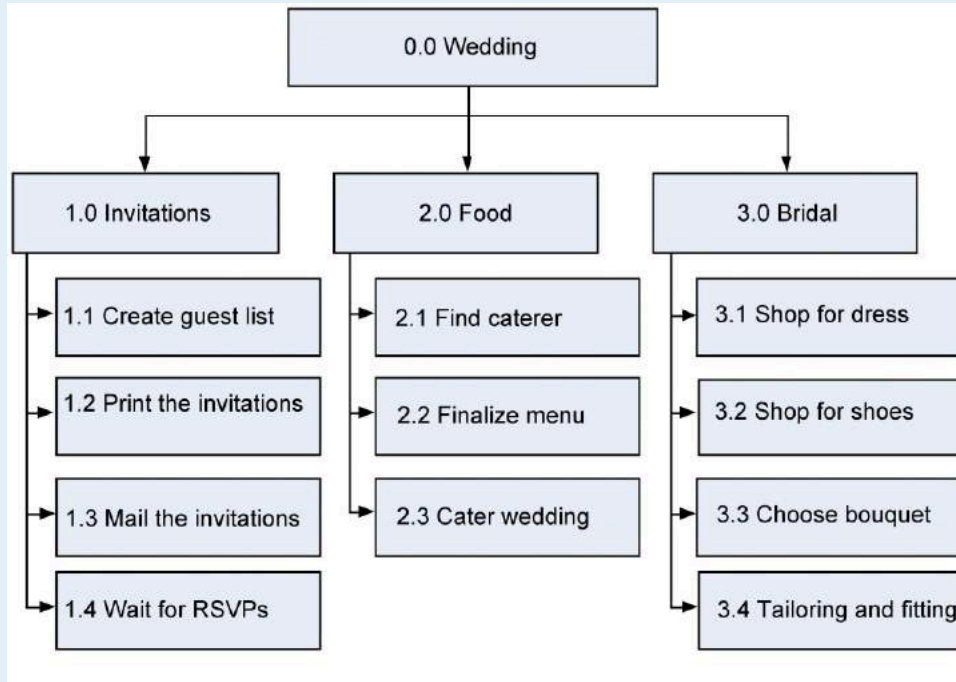 0.0 Wedding
1.0 Invitations
2.0 Food
3.0 Bridal
1.1 Create guest list
2.1 Find caterer
3.1 Shop for dress
1.2 Print the invitations
2.2 Finalize menu
3.2 Shop for shoes
1.3 Mail the invitations
2.3 Cater wedding
3.3 Choose bouquet
1.4 Wait for RSVPs
3.4 Tailoring and fitting